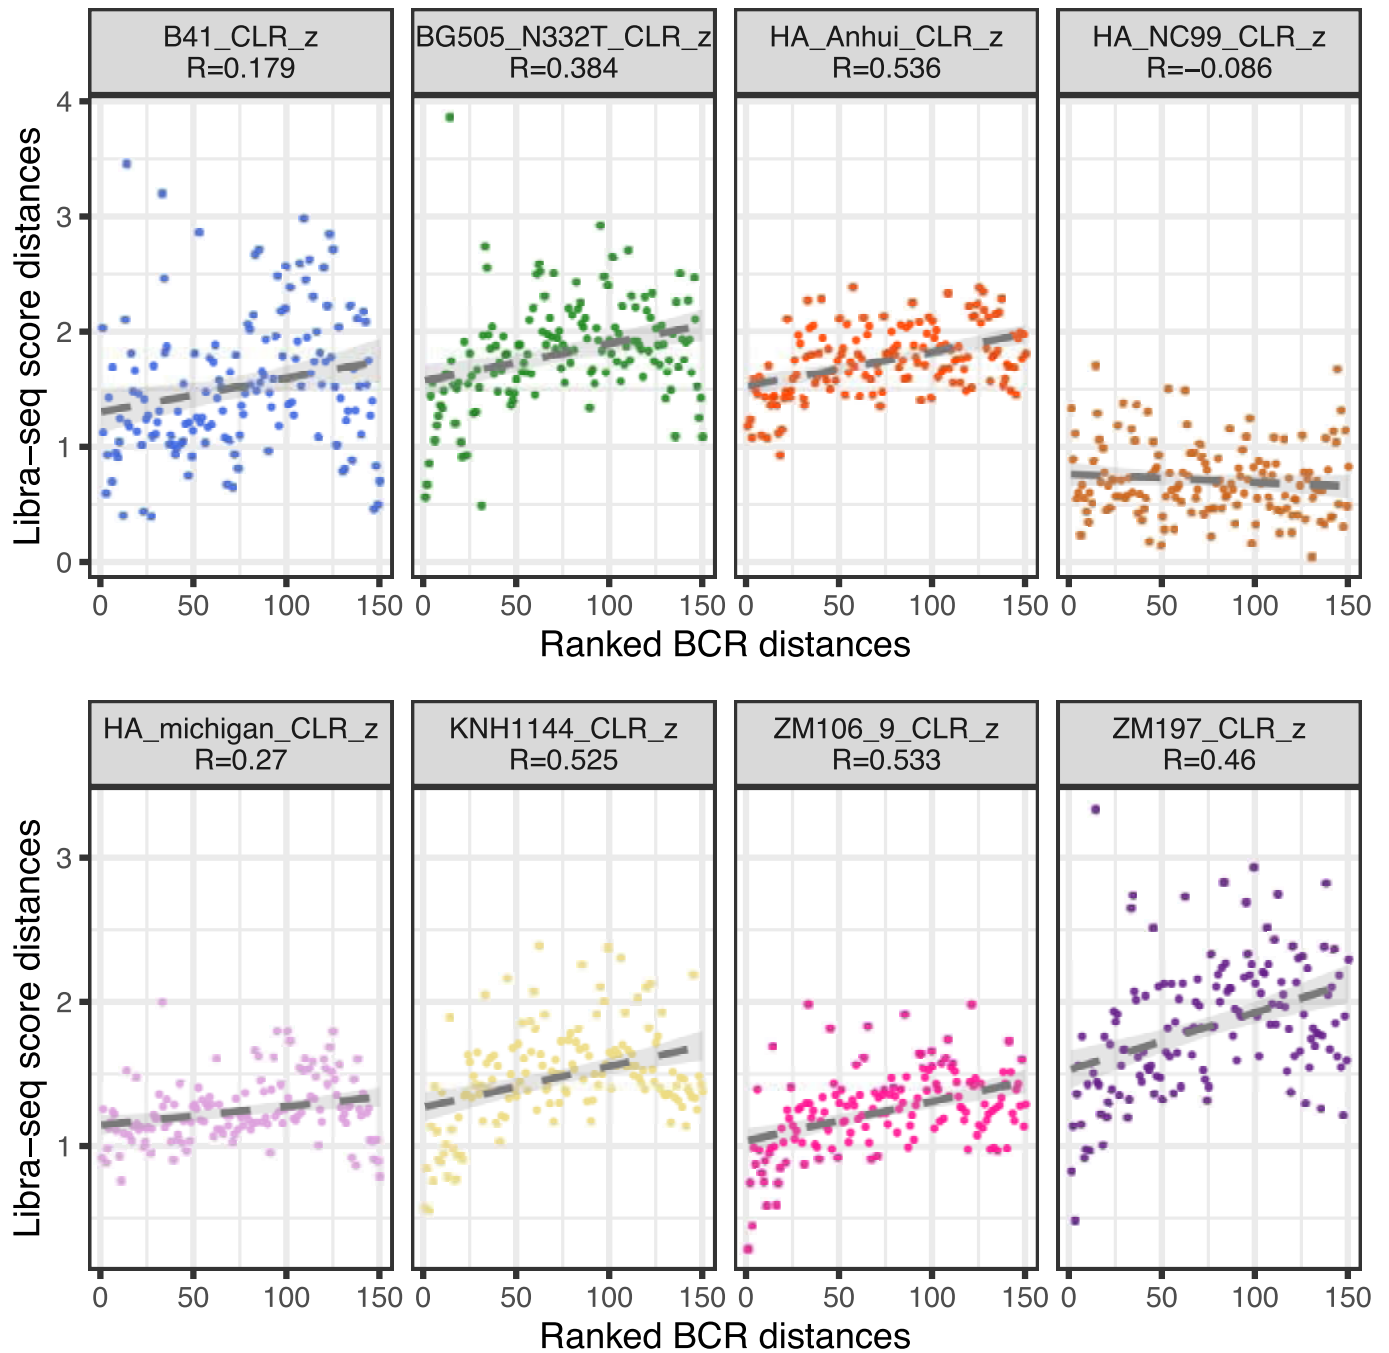 B41_CLR_z
R=0.179
BG505_N332T_CLR_z
R=0.384
HA_Anhui_CLR_z
R=0.536
HA_NC99_CLR_z
R=−0.086
Libra−seq score distances
4
3
2
1
0
0 50 100 150 0 50 100 150 0 50 100 150 0 50 100 150
Ranked BCR distances
HA_michigan_CLR_z
R=0.27
KNH1144_CLR_z
R=0.525
ZM106_9_CLR_z
R=0.533
ZM197_CLR_z
R=0.46
Libra−seq score distances
3
2
1
0 50 100 150 0 50 100 150 0 50 100 150 0 50 100 150
Ranked BCR distances